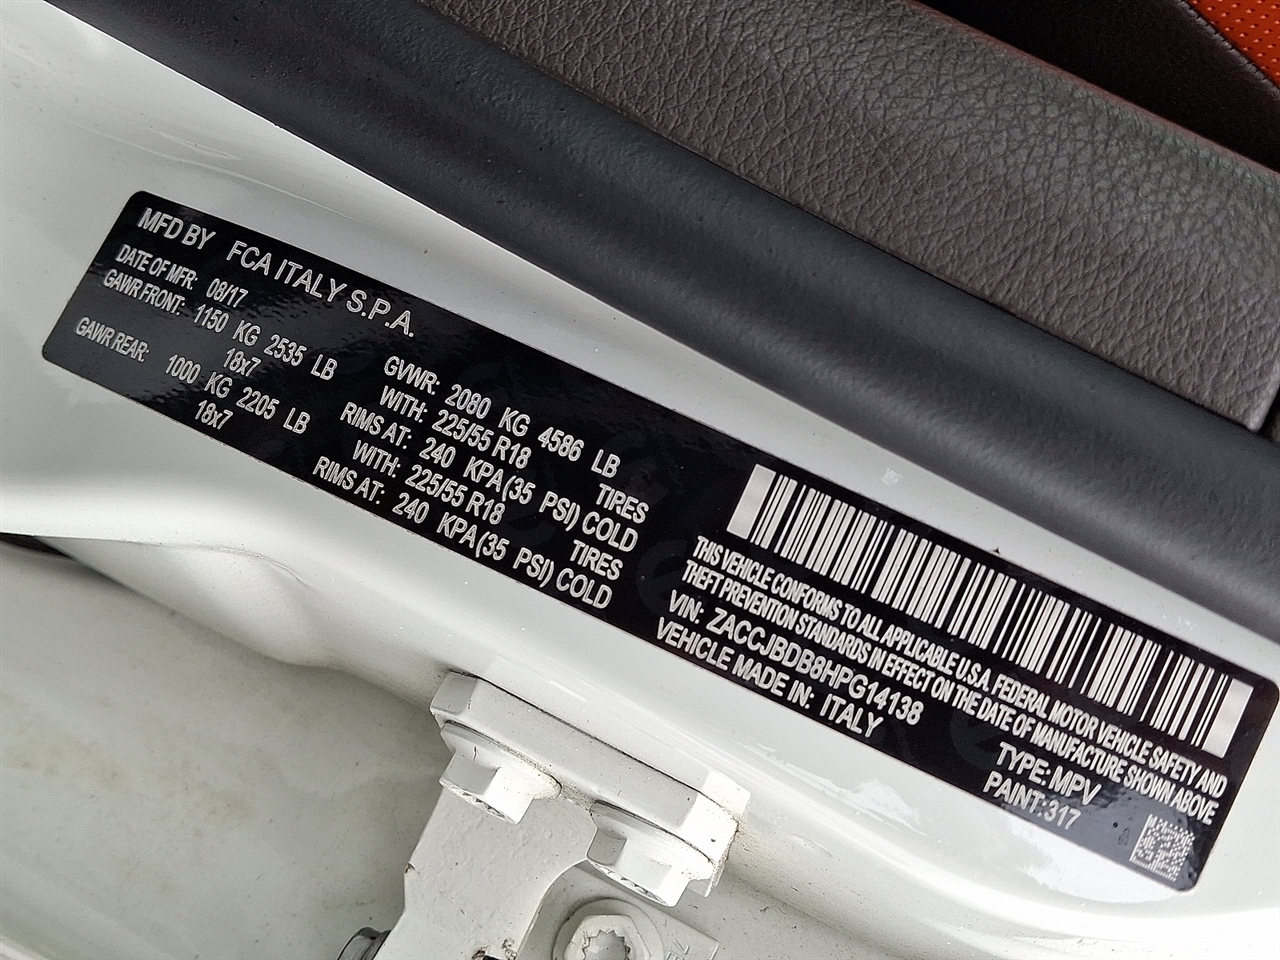 MFD BY FCA ITALY S.P.A.
DATE OF MFR: 08/17 GVWR: 2080 KG 4586 LB
GAWR FRONT: 1150 KG 2535 LB WITH: 225/55 R18 TIRES
18x7 RIMS AT: 240 KPA(35 PSI) COLD
GAWR REAR: 1000 KG 2205 LB WITH: 225/55 R18 TIRES
18x7 RIMS AT: 240 KPA(35 PSI) COLD
THIS VEHICLE CONFORMS TO ALL APPLICABLE U.S.A. FEDERAL MOTOR VEHICLE SAFETY AND
THEFT PREVENTION STANDARDS IN EFFECT ON THE DATE OF MANUFACTURE SHOWN ABOVE
VIN: ZACCJBDB8HPG14138 TYPE: MPV
VEHICLE MADE IN: ITALY PAINT:317